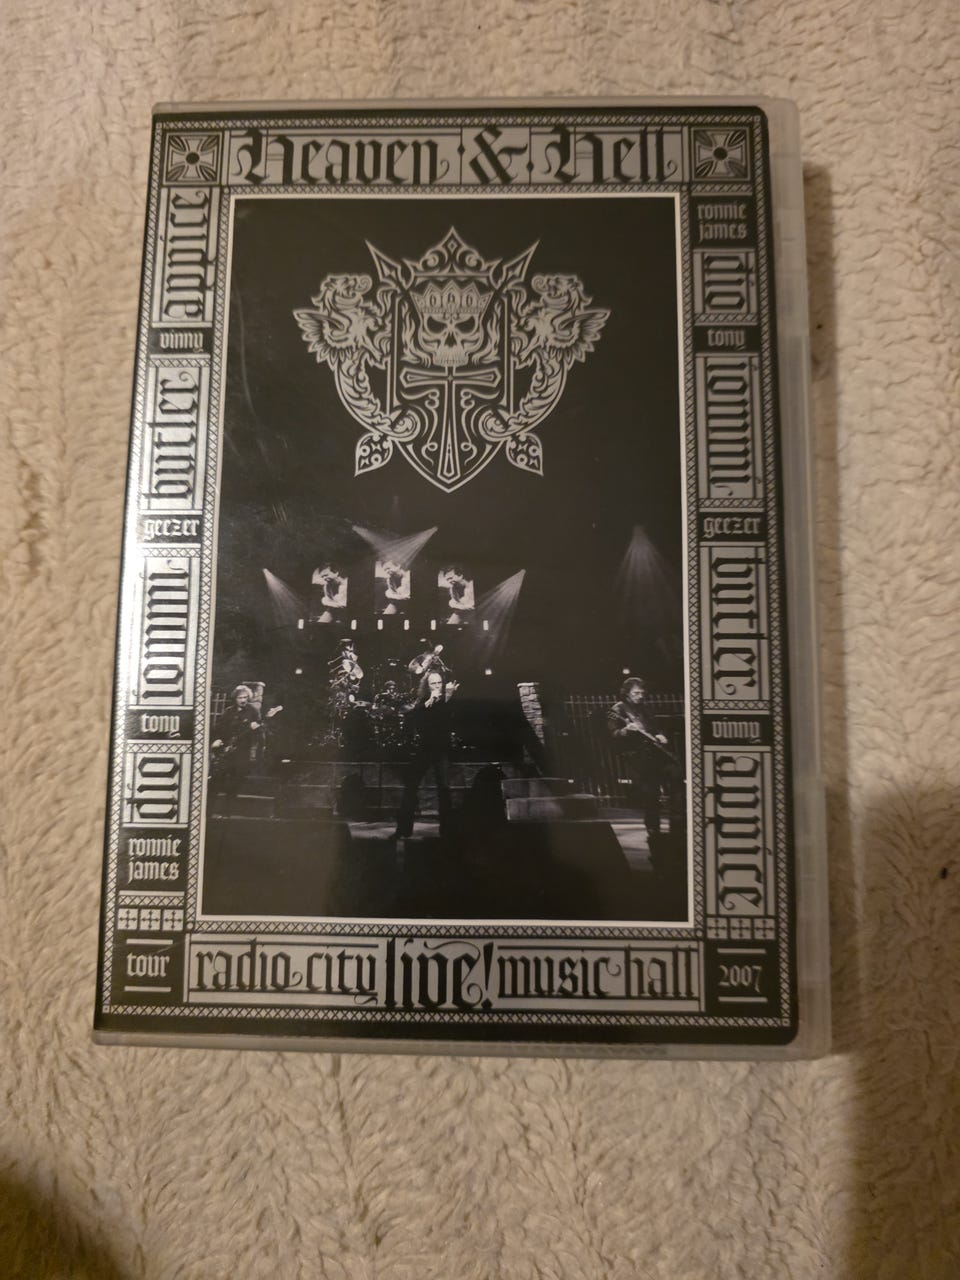 Heaven & Hell
appice
vinny
butler
geezer
iommi
tony
dio
ronnie
james
ronnie
james
dio
tony
iommi
geezer
butler
vinny
appice
tour
radio city live! music hall
2007